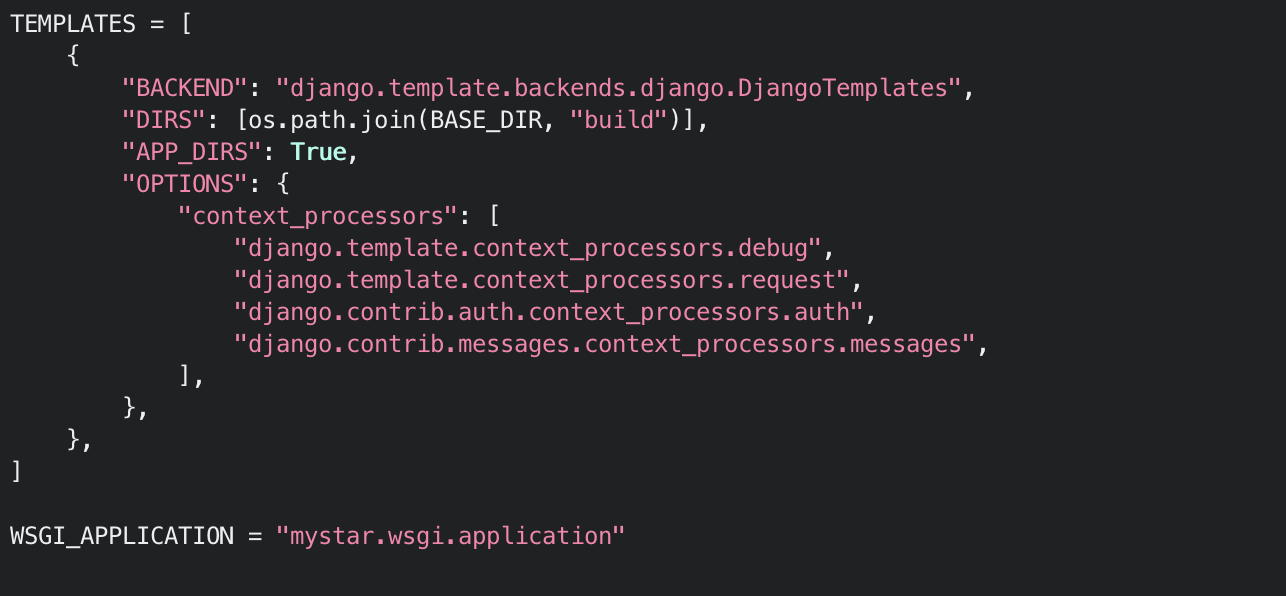 TEMPLATES = [
    {
        "BACKEND": "django.template.backends.django.DjangoTemplates",
        "DIRS": [os.path.join(BASE_DIR, "build")],
        "APP_DIRS": True,
        "OPTIONS": {
            "context_processors": [
                "django.template.context_processors.debug",
                "django.template.context_processors.request",
                "django.contrib.auth.context_processors.auth",
                "django.contrib.messages.context_processors.messages",
            ],
        },
    },
]

WSGI_APPLICATION = "mystar.wsgi.application"